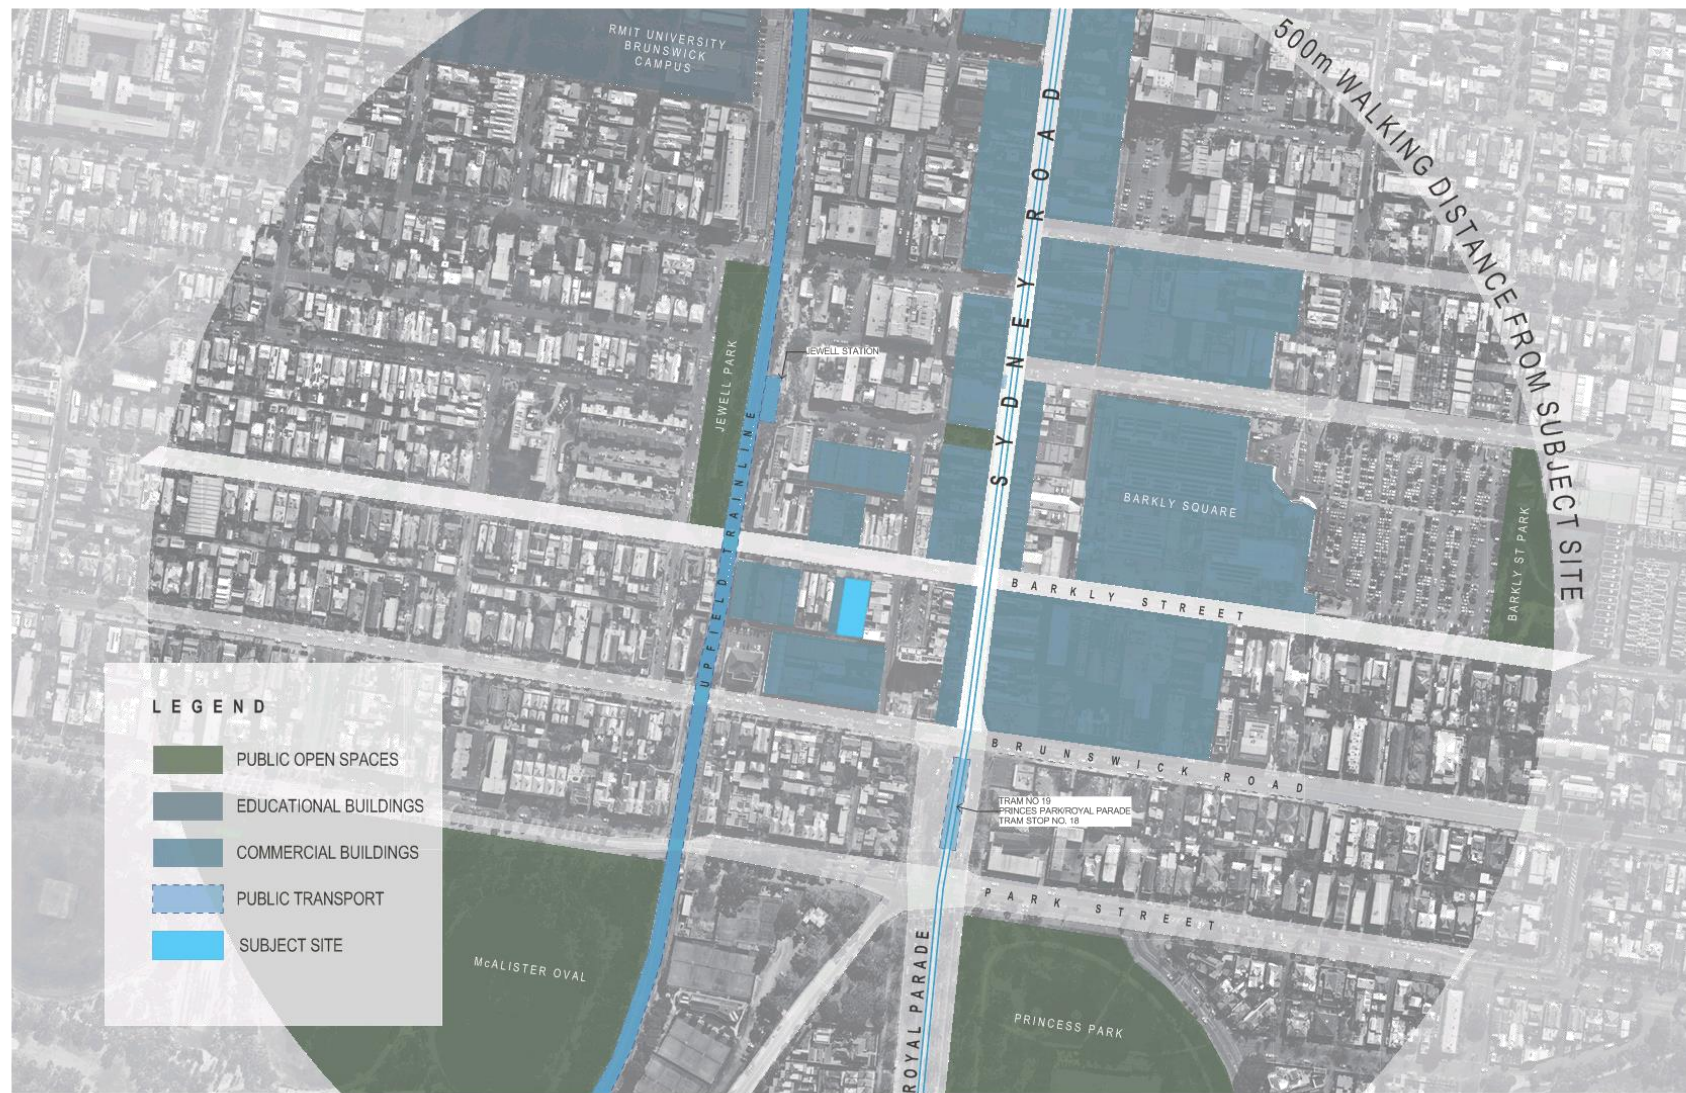 RMIT UNIVERSITY
BRUNSWICK
CAMPUS
500m WALKING DISTANCE FROM SUBJECT SITE
SYDNEY ROAD
JEWELL STATION
JEWELL PARK
UPFIELD TRAINLINE
BARKLY SQUARE
BARKLY ST PARK
BARKLY STREET
LEGEND
PUBLIC OPEN SPACES
EDUCATIONAL BUILDINGS
COMMERCIAL BUILDINGS
PUBLIC TRANSPORT
SUBJECT SITE
BRUNSWICK ROAD
TRAM NO 19
PRINCES PARK/ROYAL PARADE
TRAM STOP NO. 18
PARK STREET
McALISTER OVAL
ROYAL PARADE
PRINCESS PARK